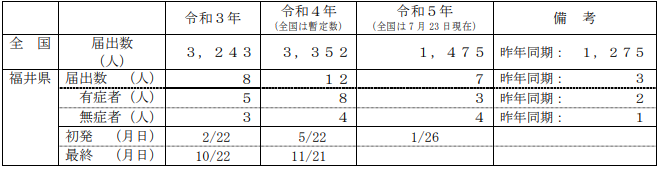 令和３年 令和４年 令和５年 備　考
(全国は暫定数) (全国は７月23日現在)
全　国 届出数 ３，２４３ ３，３５２ １，４７５ 昨年同期： １，２７５
（人）
福井県 届出数　（人） ８ １２ ７ 昨年同期： ３
有症者（人） ５ ８ ３ 昨年同期： ２
無症者（人） ３ ４ ４ 昨年同期： １
初発　（月日） 2/22 5/22 1/26
最終　（月日） 10/22 11/21